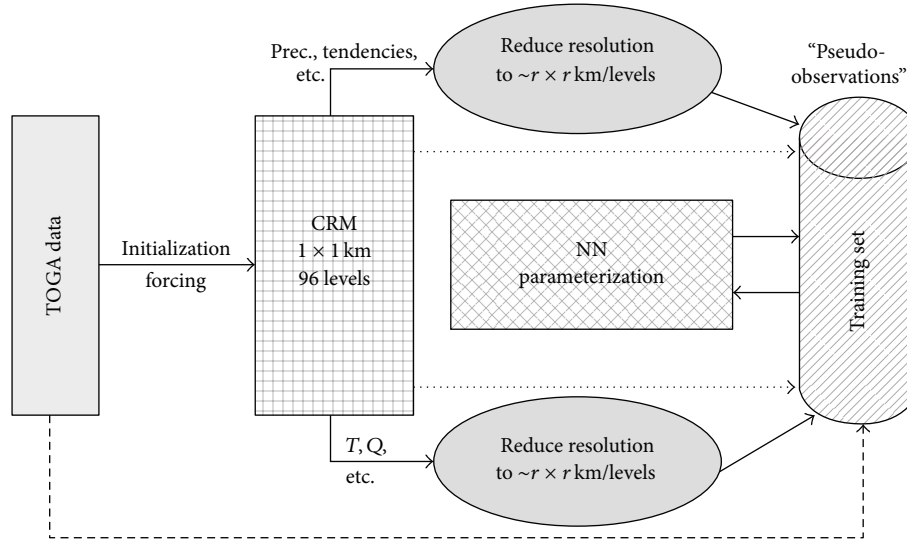 Prec., tendencies,
etc.
Reduce resolution
to ~r × r km/levels
“Pseudo-
observations”
TOGA data
Initialization
forcing
CRM
1 × 1 km
96 levels
NN
parameterization
Training set
T, Q,
etc.
Reduce resolution
to ~r × r km/levels